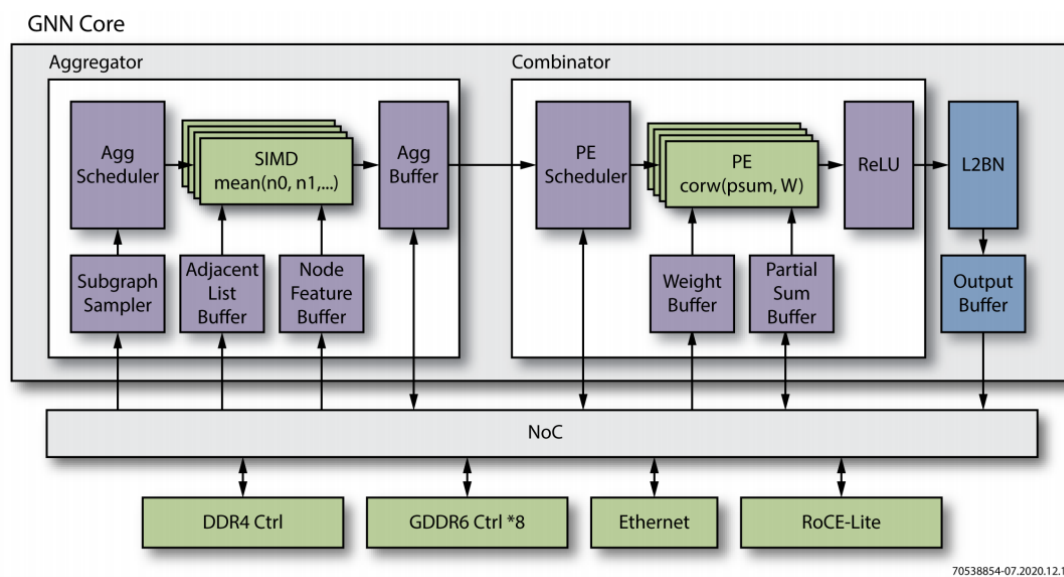 GNN Core
Aggregator
Combinator
Agg
Scheduler
SIMD
mean(n0, n1,...)
Agg
Buffer
PE
Scheduler
PE
corw(psum, W)
ReLU
L2BN
Subgraph
Sampler
Adjacent
List
Buffer
Node
Feature
Buffer
Weight
Buffer
Partial
Sum
Buffer
Output
Buffer
NoC
DDR4 Ctrl
GDDR6 Ctrl *8
Ethernet
RoCE-Lite